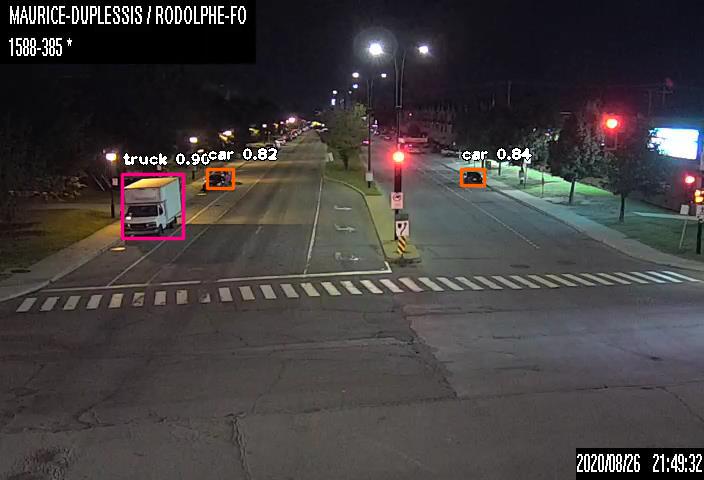 MAURICE-DUPLESSIS / RODOLPHE-FO
1588-385 *
truck 0.90
car 0.82
car 0.84
2020/08/26 21:49:32